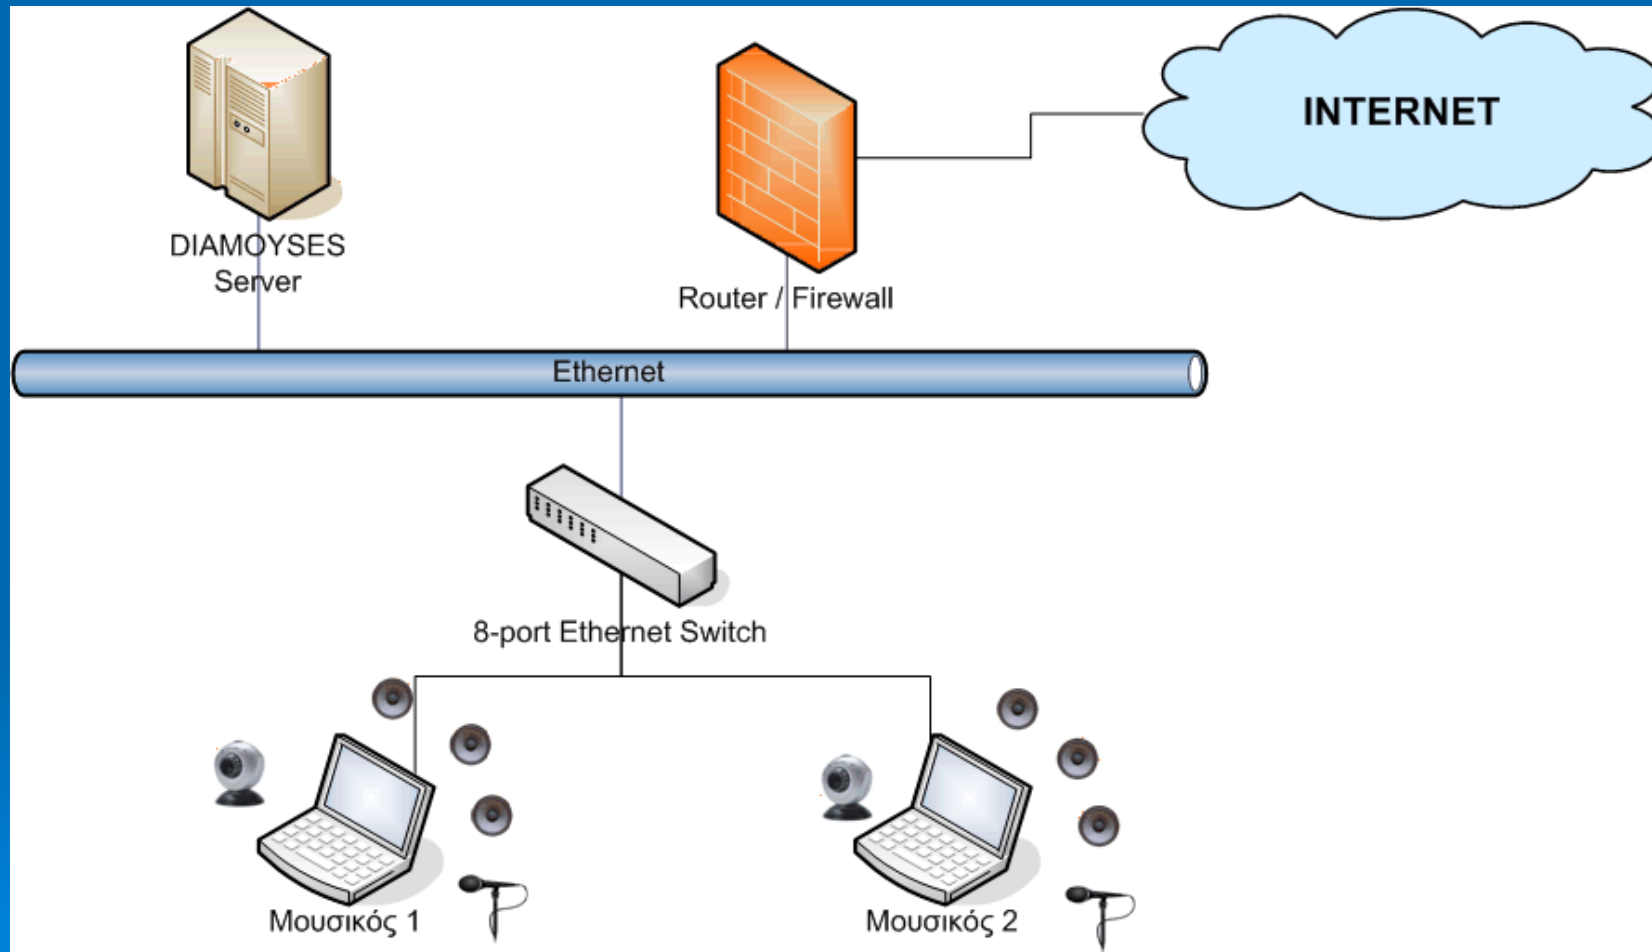 INTERNET
DIAMOYSES
Server
Router / Firewall
Ethernet
8-port Ethernet Switch
Μουσικός 1
Μουσικός 2